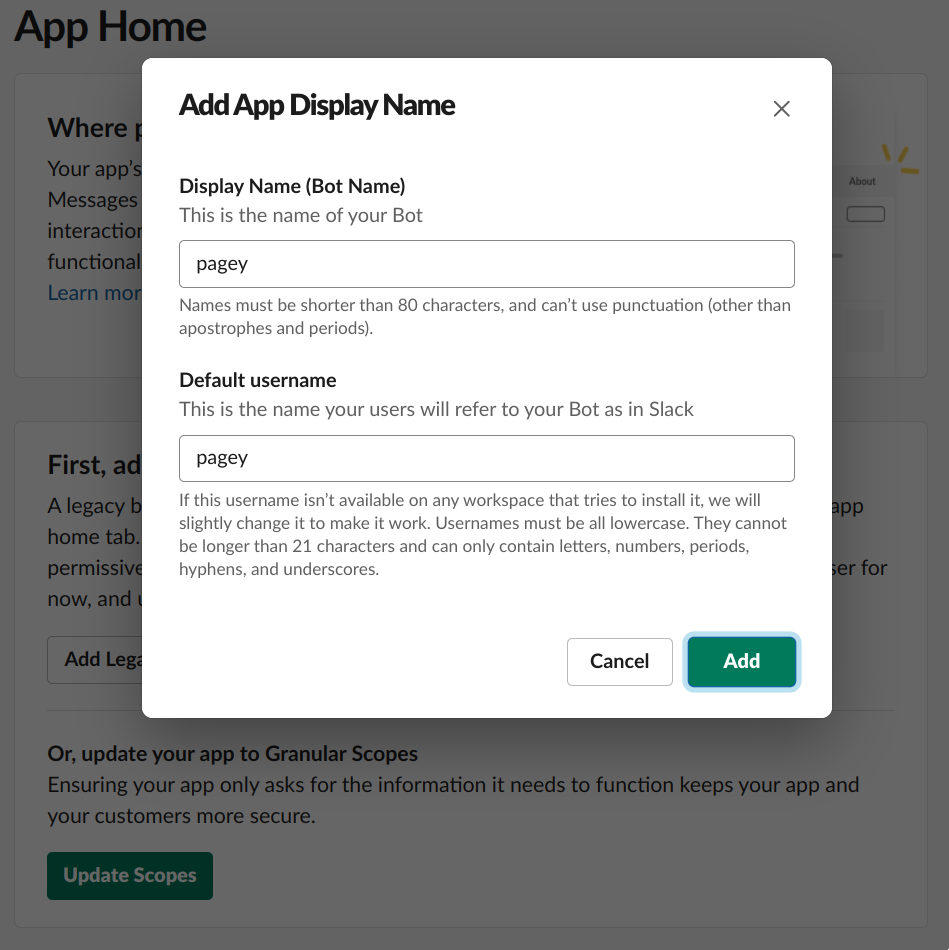 App Home
Add App Display Name
Where
Your app's
Messages
About
Learn
Display Name (Bot Name)
This is the name of your Bot
pagey
Names must be shorter than 80 characters, and can't use punctuation (other than
apostrophes and periods).
Default username
This is the name your users will refer to your Bot as in Slack
pagey
If this username isn't available on any workspace that tries to install it, we will
slightly change it to make it work. Usernames must be all lowercase. They cannot
be longer than 21 characters and can only contain letters, numbers, periods,
hyphens, and underscores.
Cancel
Add
First,
A legacy
app
home tab.
for
now, and
Add
Or, update your app to Granular Scopes
Ensuring your app only asks for the information it needs to function keeps your app and
your customers more secure.
Update Scopes